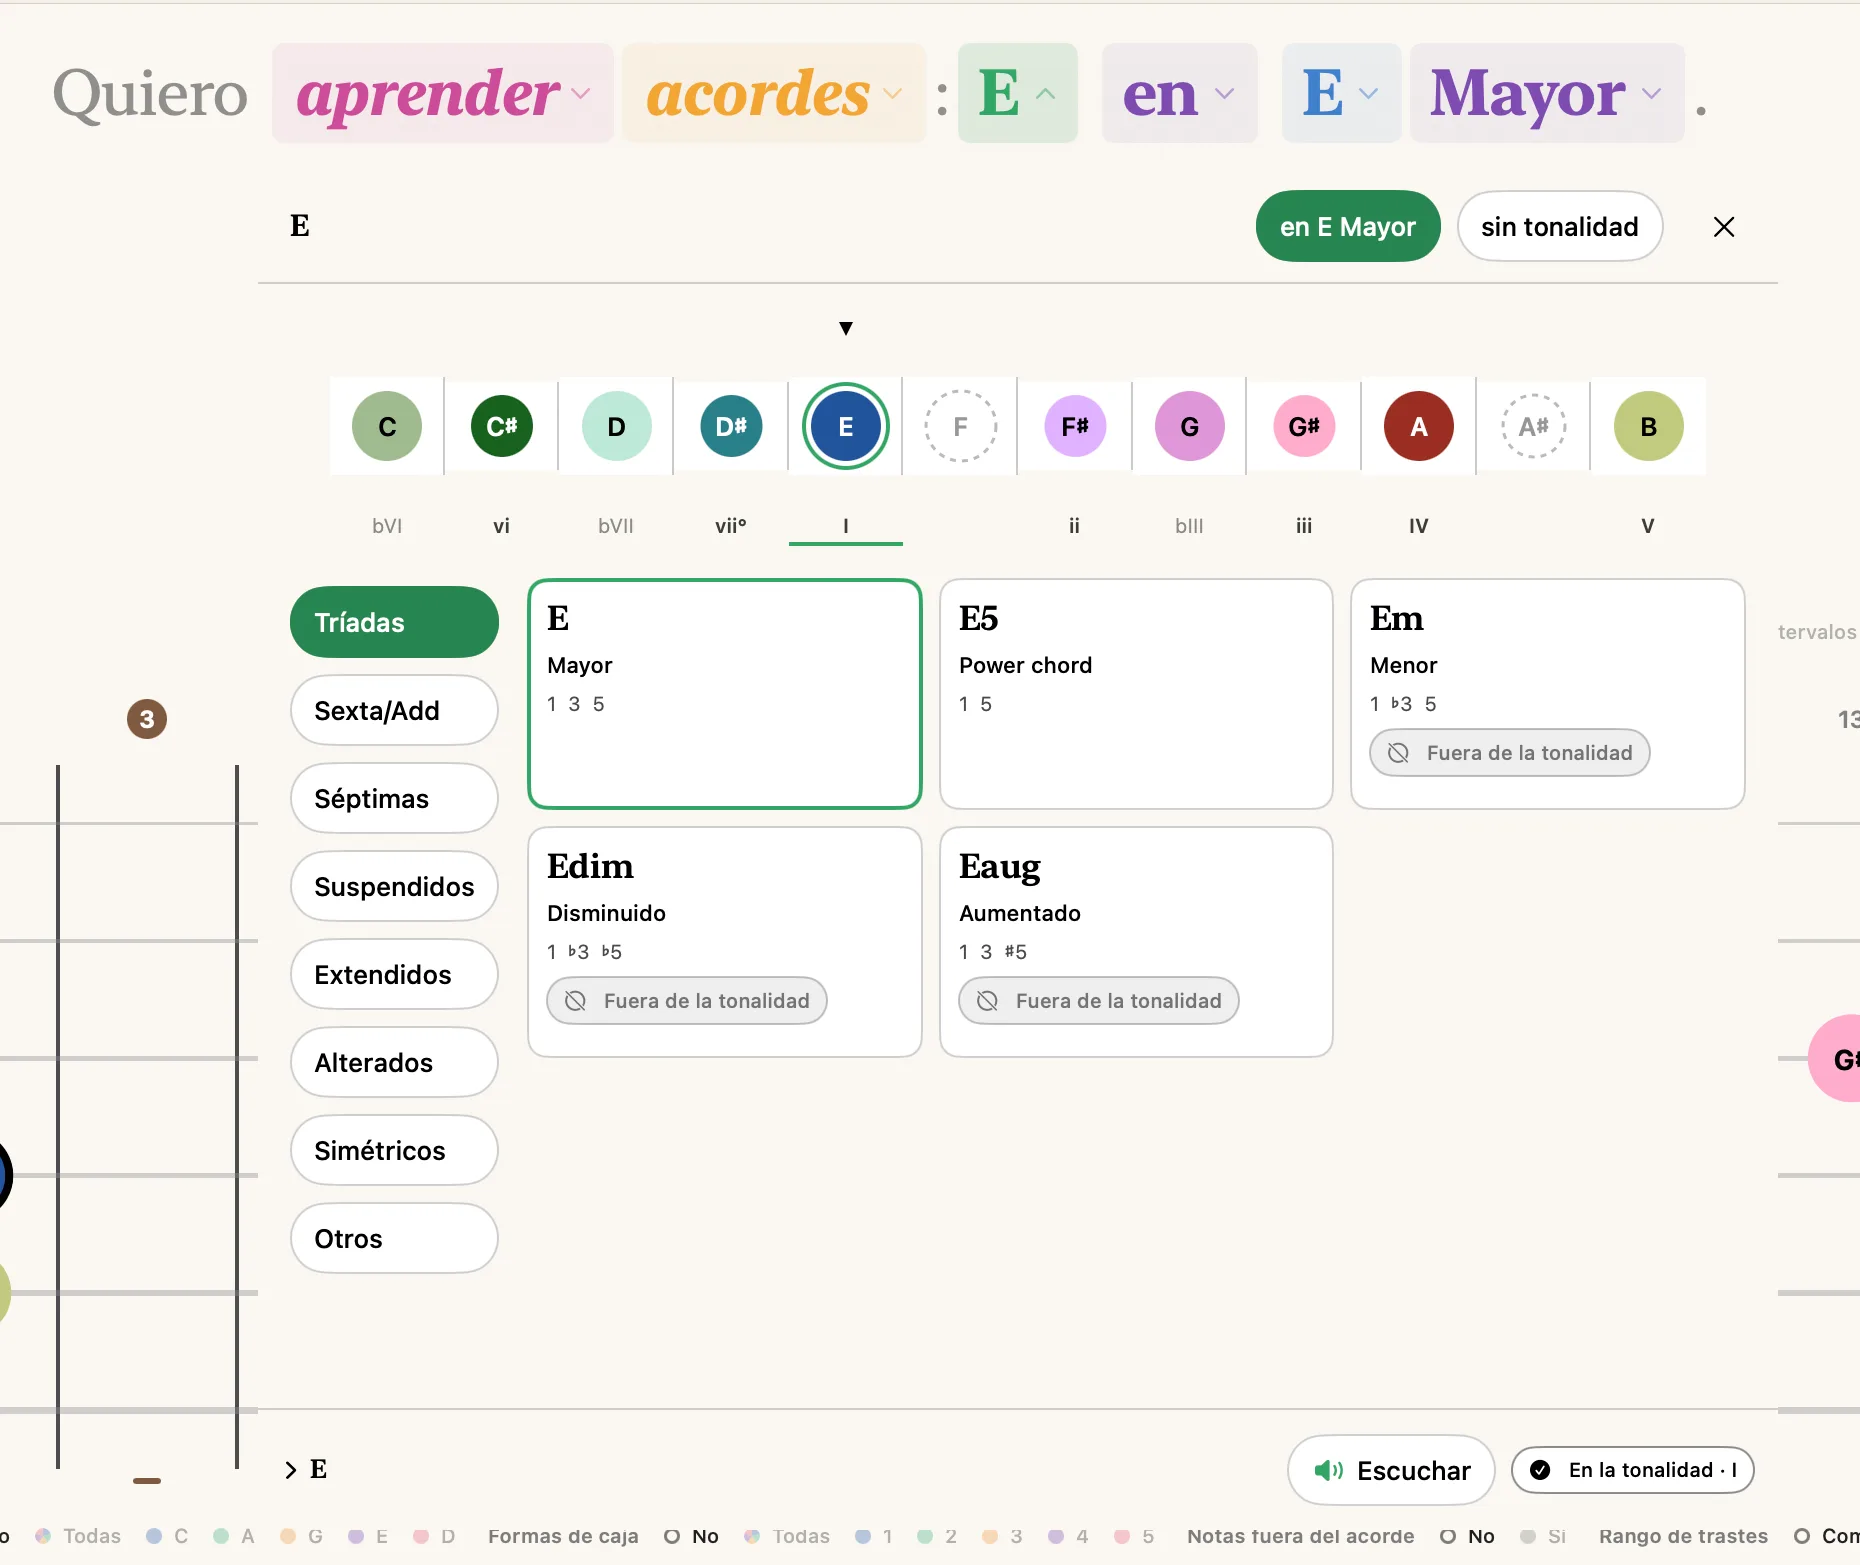 Quiero aprender acordes : E en E Mayor .
E en E Mayor sin tonalidad
C C# D D# E F F# G G# A A# B
bVI vi bVII vii° I ii bIII iii IV V
Tríadas
Sexta/Add
Séptimas
Suspendidos
Extendidos
Alterados
Simétricos
Otros
E
Mayor
1 3 5
E5
Power chord
1 5
Em
Menor
1 ♭3 5
Fuera de la tonalidad
Edim
Disminuido
1 ♭3 ♭5
Fuera de la tonalidad
Eaug
Aumentado
1 3 #5
Fuera de la tonalidad
3
tervalos
13
G#
E Escuchar En la tonalidad · I
o Todas C A G E D Formas de caja No Todas 1 2 3 4 5 Notas fuera del acorde No Sí Rango de trastes Com